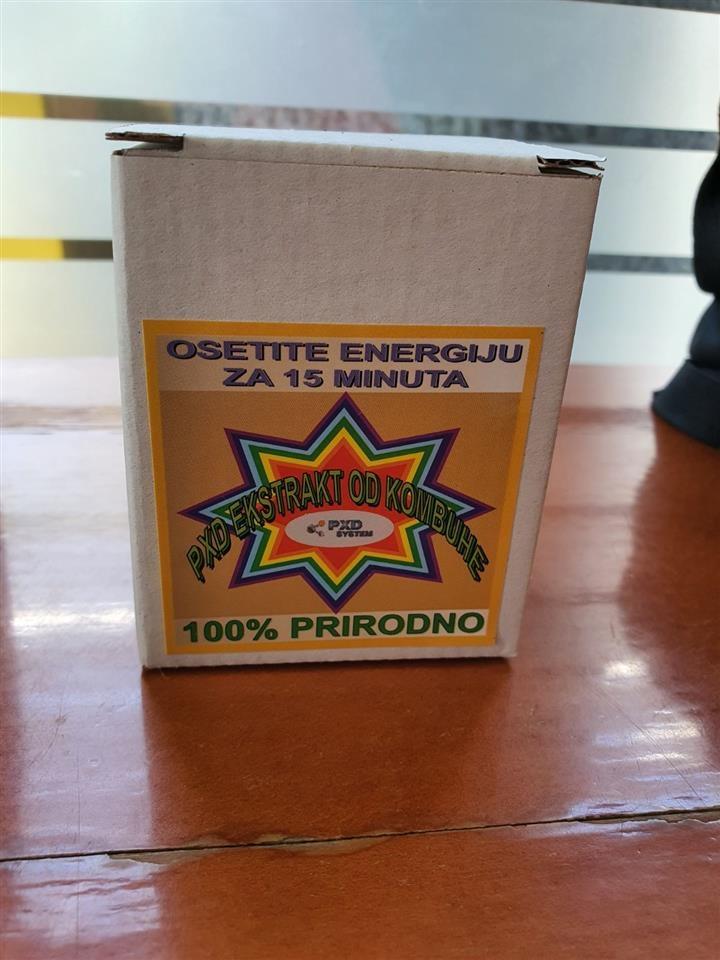 OSETITE ENERGIJU
ZA 15 MINUTA
PXD EKSTRAKT OD KOMBUHE
PXD
SYSTEM
100% PRIRODNO